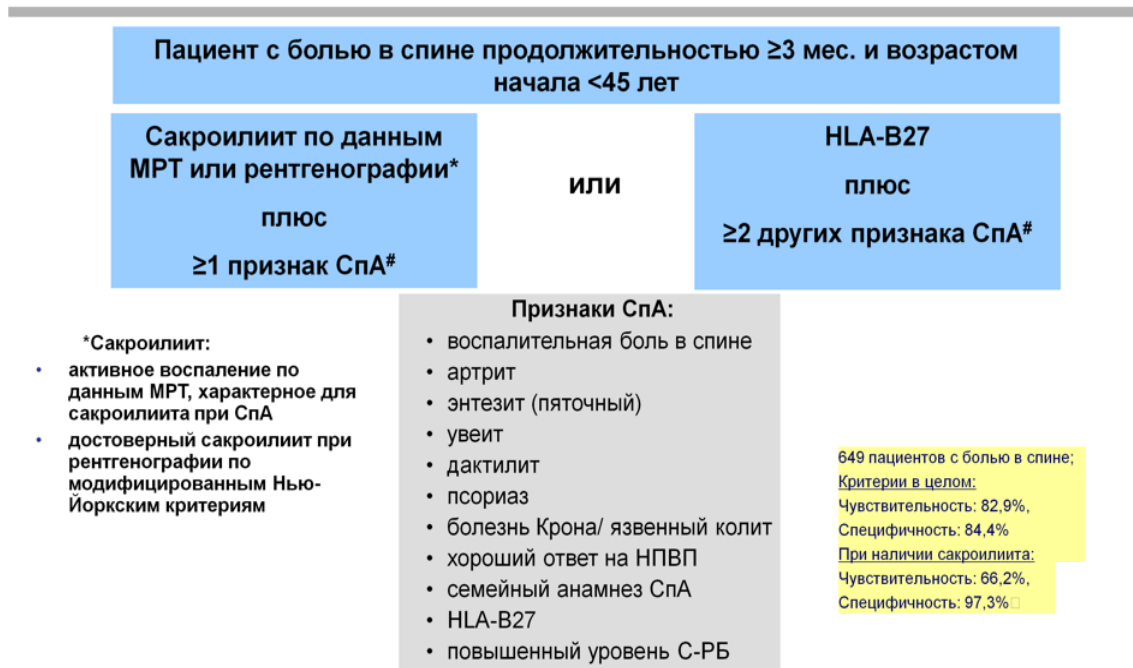 Пациент с болью в спине продолжительностью ≥3 мес. и возрастом
начала <45 лет
Сакроилиит по данным
МРТ или рентгенографии*
плюс
≥1 признак СпА#
или
HLA-B27
плюс
≥2 других признака СпА#
*Сакроилиит:
• активное воспаление по
данным МРТ, характерное для
сакроилиита при СпА
• достоверный сакроилиит при
рентгенографии по
модифицированным Нью-
Йоркским критериям
Признаки СпА:
• воспалительная боль в спине
• артрит
• энтезит (пяточный)
• увеит
• дактилит
• псориаз
• болезнь Крона/ язвенный колит
• хороший ответ на НПВП
• семейный анамнез СпА
• HLA-B27
• повышенный уровень С-РБ
649 пациентов с болью в спине;
Критерии в целом:
Чувствительность: 82,9%,
Специфичность: 84,4%
При наличии сакроилиита:
Чувствительность: 66,2%,
Специфичность: 97,3%